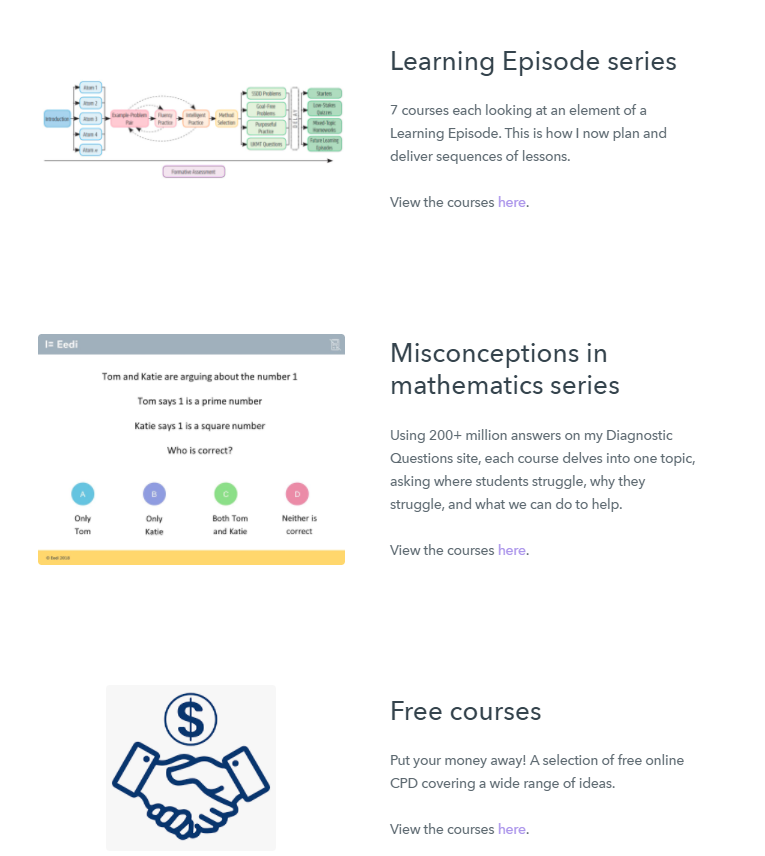 Learning Episode series
7 courses each looking at an element of a
Learning Episode. This is how I now plan and
deliver sequences of lessons.
View the courses here.
Introduction
Atom 1
Atom 2
Atom 3
Atom 4
Atom n
Example-Problem
Pair
Fluency
Practice
Intelligent
Practice
Method
Selection
SSDD Problems
Goal-Free
Problems
Purposeful
Practice
UKMT Questions
Starters
Low-Stakes
Quizzes
Mixed-Topic
Homeworks
Future Learning
Episodes
Formative Assessment
Misconceptions in
mathematics series
Using 200+ million answers on my Diagnostic
Questions site, each course delves into one topic,
asking where students struggle, why they
struggle, and what we can do to help.
View the courses here.
Eedi
Tom and Katie are arguing about the number 1
Tom says 1 is a prime number
Katie says 1 is a square number
Who is correct?
A
B
C
D
Only
Tom
Only
Katie
Both Tom
and Katie
Neither is
correct
Free courses
Put your money away! A selection of free online
CPD covering a wide range of ideas.
View the courses here.
$